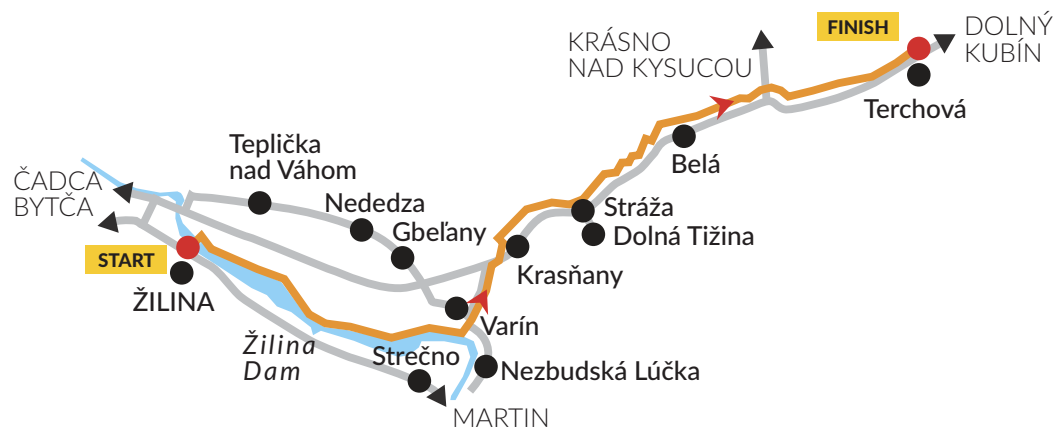 FINISH
DOLNÝ
KUBÍN
KRÁSNO
NAD KYSUCOU
Terchová
Teplička
nad Váhom
Belá
ČADCA
BYTČA
Nededza
Stráža
Gbeľany
Dolná Tižina
START
Krasňany
ŽILINA
Varín
Žilina
Dam
Strečno
Nezbudská Lúčka
MARTIN